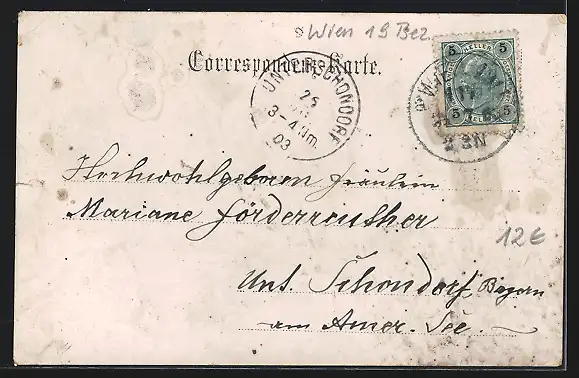 Wien 19 Bez.
Correspondenz-Karte.
5 HELLER 5
UNTERSCHONDORF
25
3-4 Nm.
03
Hochwohlgeboren Fräulein
Mariane Förderreuther
12€
Unt. Schondorf Bayern
am Amer-See.